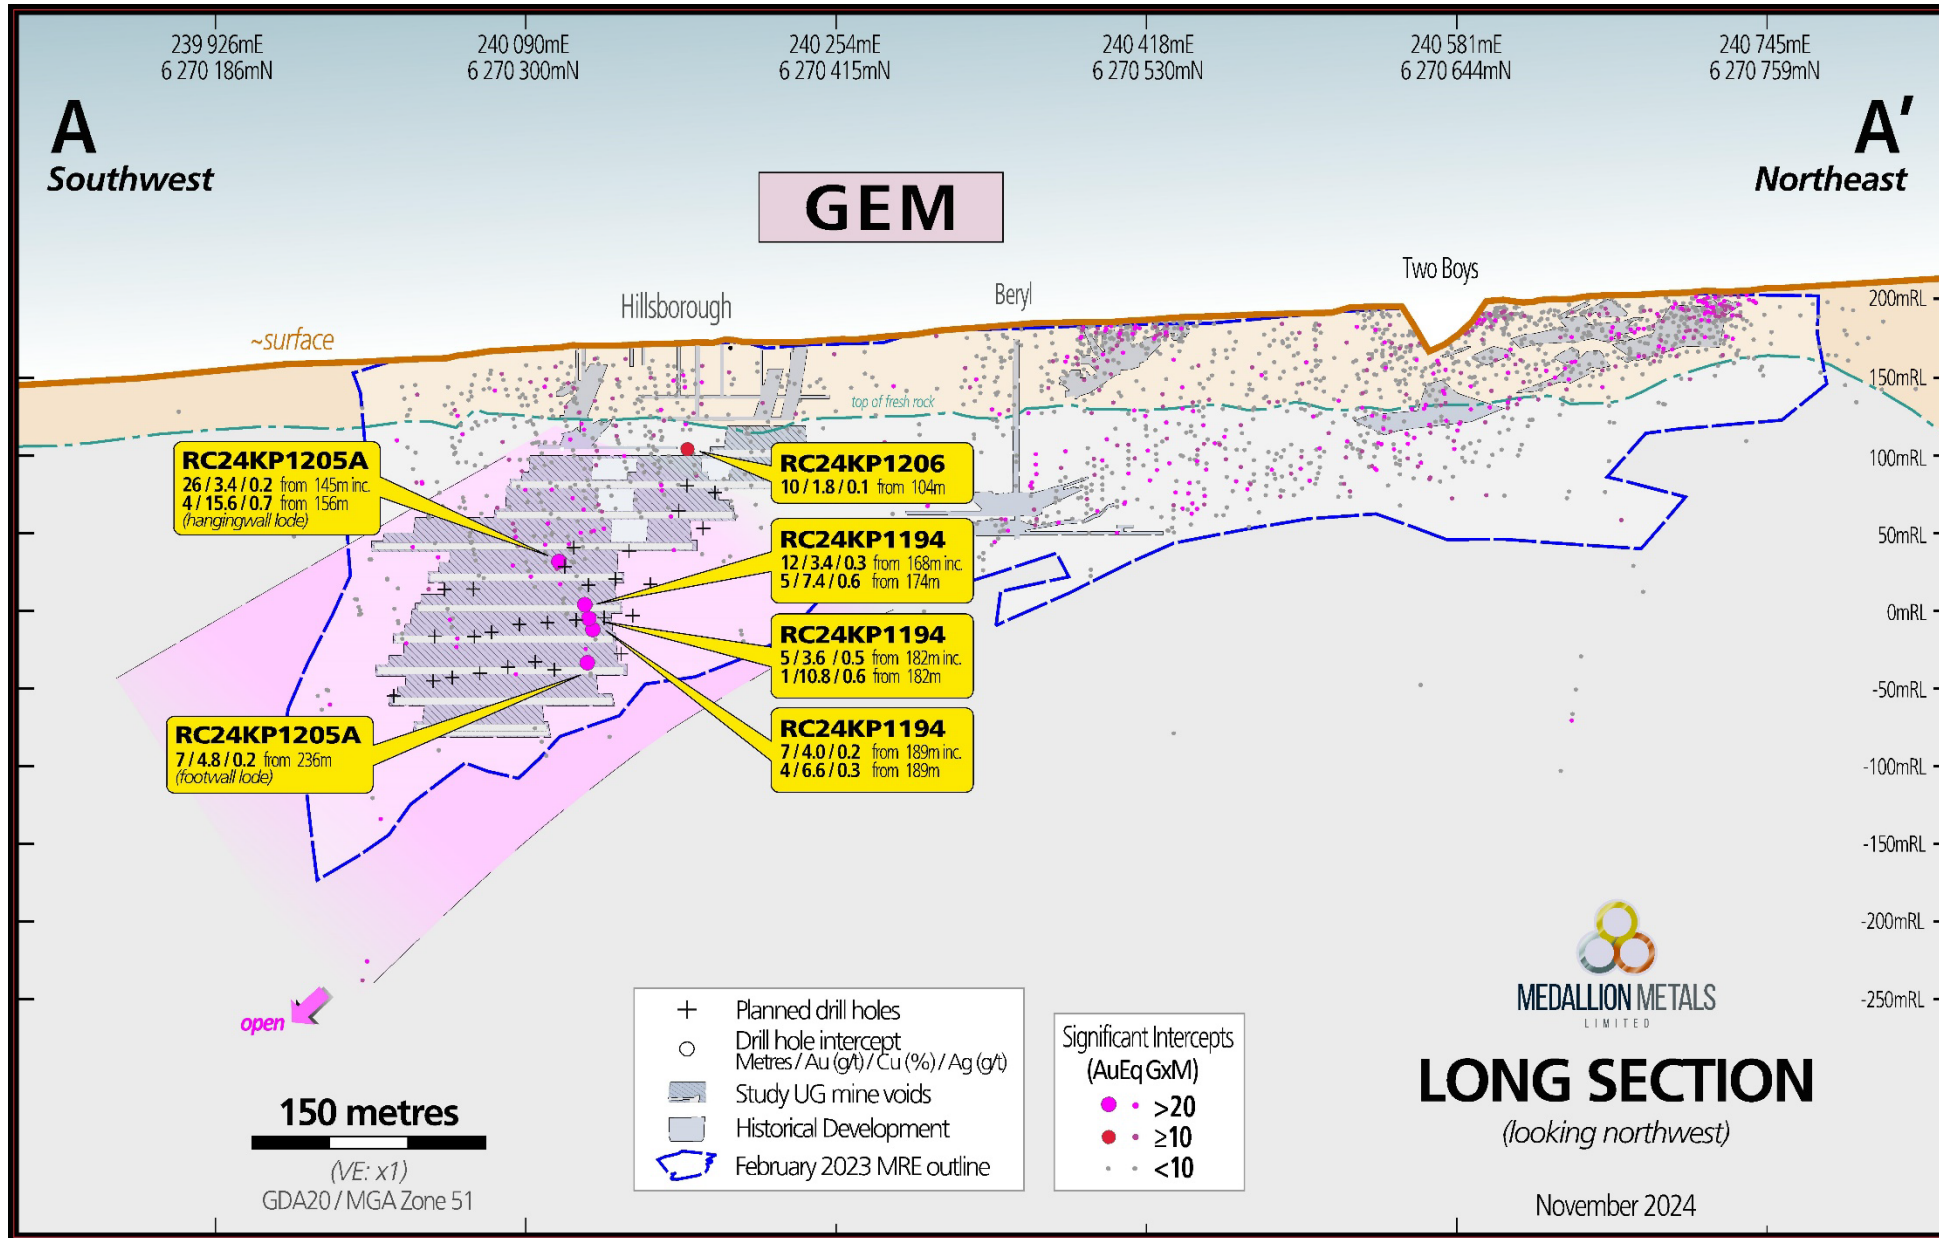 239 926mE
6 270 186mN
240 090mE
6 270 300mN
240 254mE
6 270 415mN
240 418mE
6 270 530mN
240 581mE
6 270 644mN
240 745mE
6 270 759mN
A
Southwest
A'
Northeast
GEM
Two Boys
Beryl
Hillsborough
~surface
top of fresh rock
200mRL
150mRL
100mRL
50mRL
0mRL
-50mRL
-100mRL
-150mRL
-200mRL
-250mRL
RC24KP1205A
26 / 3.4 / 0.2 from 145m inc.
4 / 15.6 / 0.7 from 156m
(hangingwall lode)
RC24KP1206
10 / 1.8 / 0.1 from 104m
RC24KP1194
12 / 3.4 / 0.3 from 168m inc.
5 / 7.4 / 0.6 from 174m
RC24KP1194
5 / 3.6 / 0.5 from 182m inc.
1 /10.8 / 0.6 from 182m
RC24KP1194
7 / 4.0 / 0.2 from 189m inc.
4 / 6.6 / 0.3 from 189m
RC24KP1205A
7 / 4.8 / 0.2 from 236m
(footwall lode)
open
150 metres
(VE: x1)
GDA20 / MGA Zone 51
Planned drill holes
Drill hole intercept
Metres / Au (g/t) / Cu (%) / Ag (g/t)
Study UG mine voids
Historical Development
February 2023 MRE outline
Significant Intercepts
(AuEq GxM)
>20
≥10
<10
MEDALLION METALS
LIMITED
LONG SECTION
(looking northwest)
November 2024